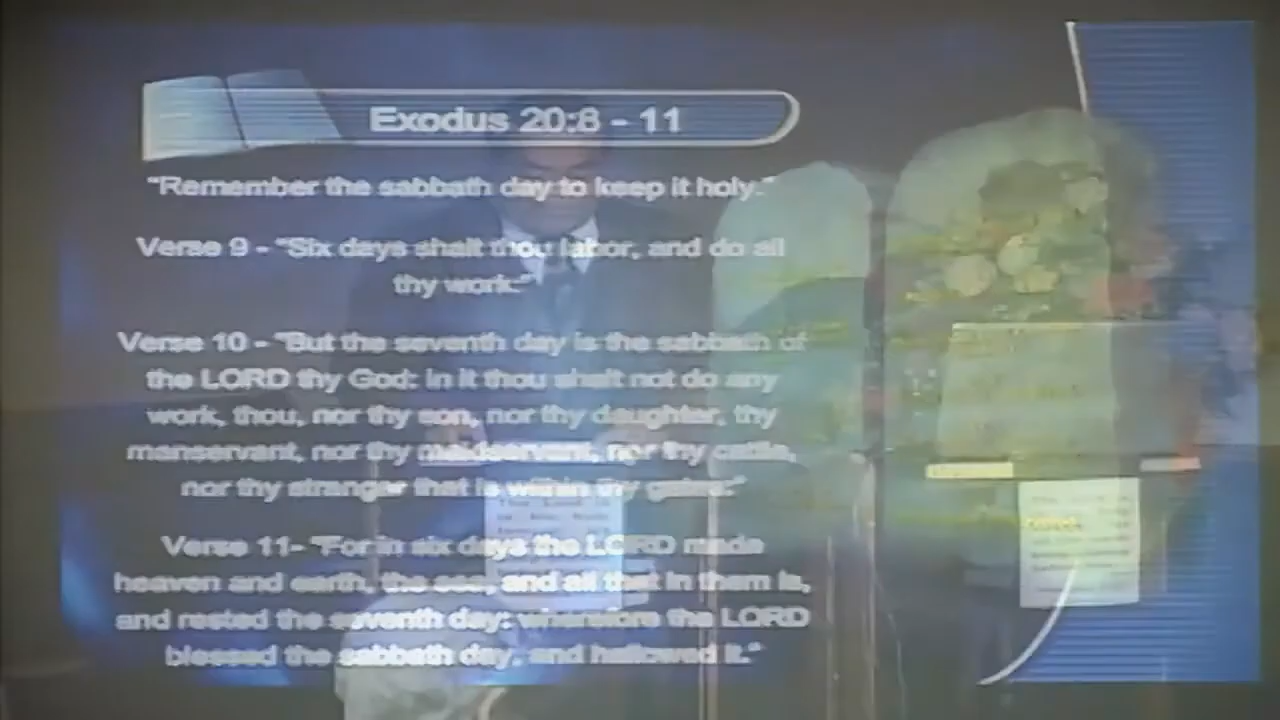 Exodus 20:8 - 11
"Remember the sabbath day to keep it holy."
Verse 9 - "Six days shalt thou labor, and do all
thy work."
Verse 10 - "But the seventh day is the sabbath of
the LORD thy God: in it thou shalt not do any
work, thou, nor thy son, nor thy daughter, thy
manservant, nor thy maidservant, nor thy cattle,
nor thy stranger that is within thy gates:"
Verse 11- "For in six days the LORD made
heaven and earth, the sea, and all that in them is,
and rested the seventh day: wherefore the LORD
blessed the sabbath day, and hallowed it."